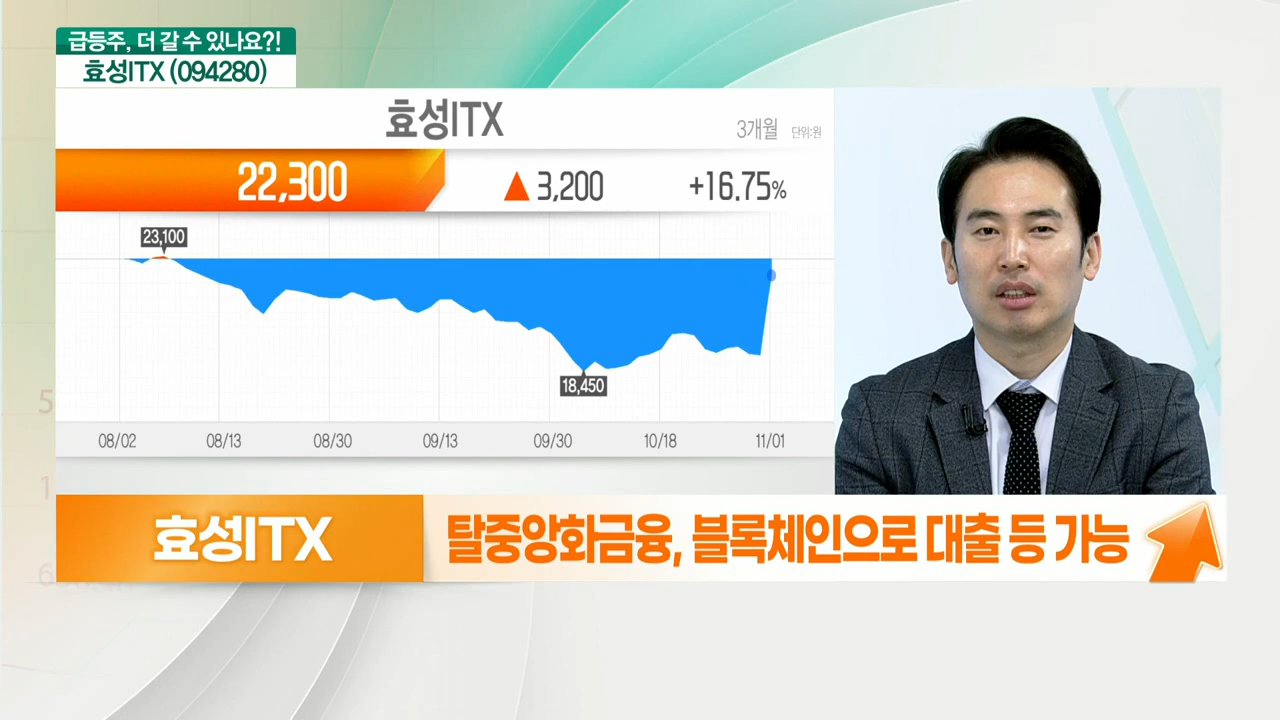 급등주, 더 갈 수 있나요?!
효성ITX (094280)
효성ITX
3개월 단위:원
22,300 ▲ 3,200 +16.75%
23,100
18,450
08/02 08/13 08/30 09/13 09/30 10/18 11/01
효성ITX
탈중앙화금융, 블록체인으로 대출 등 가능
5
1
6